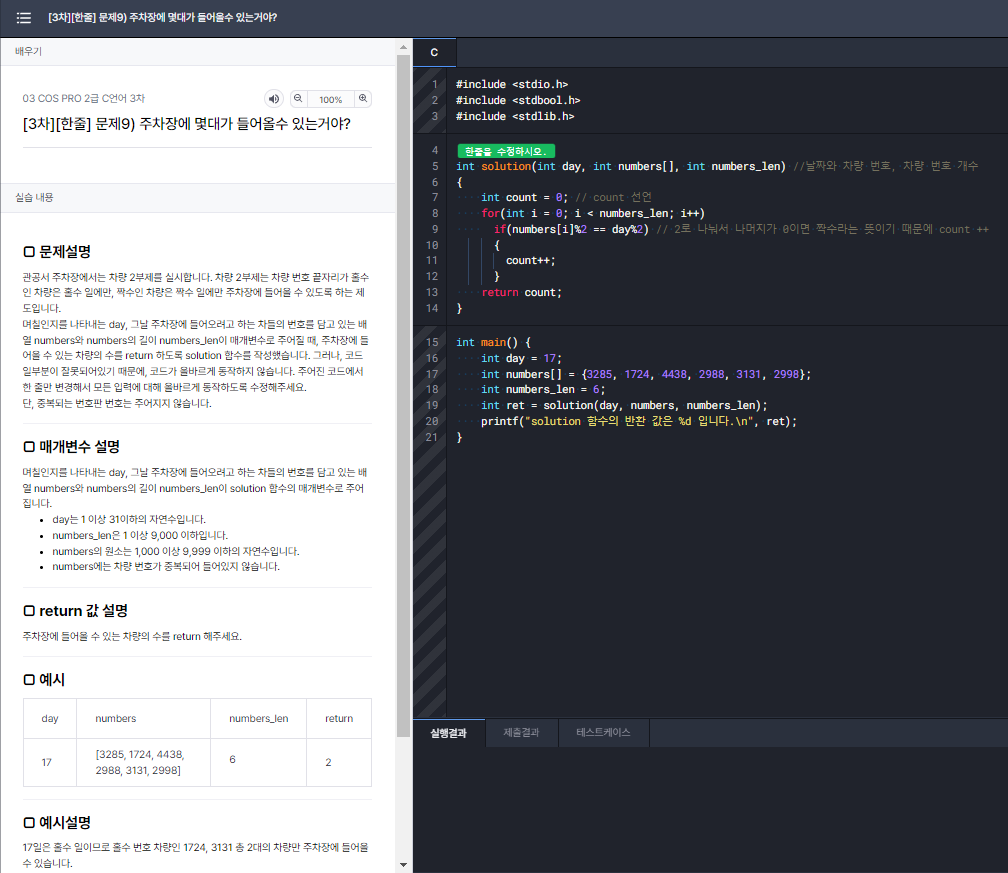 [3차][한줄] 문제9) 주차장에 몇대가 들어올수 있는거야?
배우기
03 COS PRO 2급 C언어 3차
100%
[3차][한줄] 문제9) 주차장에 몇대가 들어올수 있는거야?
실습 내용
문제설명
관공서 주차장에서는 차량 2부제를 실시합니다. 차량 2부제는 차량 번호 끝자리가 홀수
인 차량은 홀수 일에만, 짝수인 차량은 짝수 일에만 주차장에 들어올 수 있도록 하는 제
도입니다.
며칠인지를 나타내는 day, 그날 주차장에 들어오려고 하는 차들의 번호를 담고 있는 배
열 numbers와 numbers의 길이 numbers_len이 매개변수로 주어질 때, 주차장에 들
어올 수 있는 차량의 수를 return 하도록 solution 함수를 작성했습니다. 그러나, 코드
일부분이 잘못되어있기 때문에, 코드가 올바르게 동작하지 않습니다. 주어진 코드에서
한 줄만 변경해서 모든 입력에 대해 올바르게 동작하도록 수정해주세요.
단, 중복되는 번호판 번호는 주어지지 않습니다.
매개변수 설명
며칠인지를 나타내는 day, 그날 주차장에 들어오려고 하는 차들의 번호를 담고 있는 배
열 numbers와 numbers의 길이 numbers_len이 solution 함수의 매개변수로 주어
집니다.
• day는 1 이상 31이하의 자연수입니다.
• numbers_len은 1 이상 9,000 이하입니다.
• numbers의 원소는 1,000 이상 9,999 이하의 자연수입니다.
• numbers에는 차량 번호가 중복되어 들어있지 않습니다.
return 값 설명
주차장에 들어올 수 있는 차량의 수를 return 해주세요.
예시
day numbers numbers_len return
17 [3285, 1724, 4438, 2988, 3131, 2998] 6 2
예시설명
17일은 홀수 일이므로 홀수 번호 차량인 1724, 3131 총 2대의 차량만 주차장에 들어올
수 있습니다.
C
1 #include <stdio.h>
2 #include <stdbool.h>
3 #include <stdlib.h>
4 한줄을 수정하시오.
5 int solution(int day, int numbers[], int numbers_len) //날짜와 차량 번호, 차량 번호 개수
6 {
7 int count = 0; // count 선언
8 for(int i = 0; i < numbers_len; i++)
9 if(numbers[i]%2 == day%2) // 2로 나눠서 나머지가 0이면 짝수라는 뜻이기 때문에 count ++
10 {
11 count++;
12 }
13 return count;
14 }
15 int main() {
16 int day = 17;
17 int numbers[] = {3285, 1724, 4438, 2988, 3131, 2998};
18 int numbers_len = 6;
19 int ret = solution(day, numbers, numbers_len);
20 printf("solution 함수의 반환 값은 %d 입니다.\n", ret);
21 }
실행결과 제출결과 테스트케이스